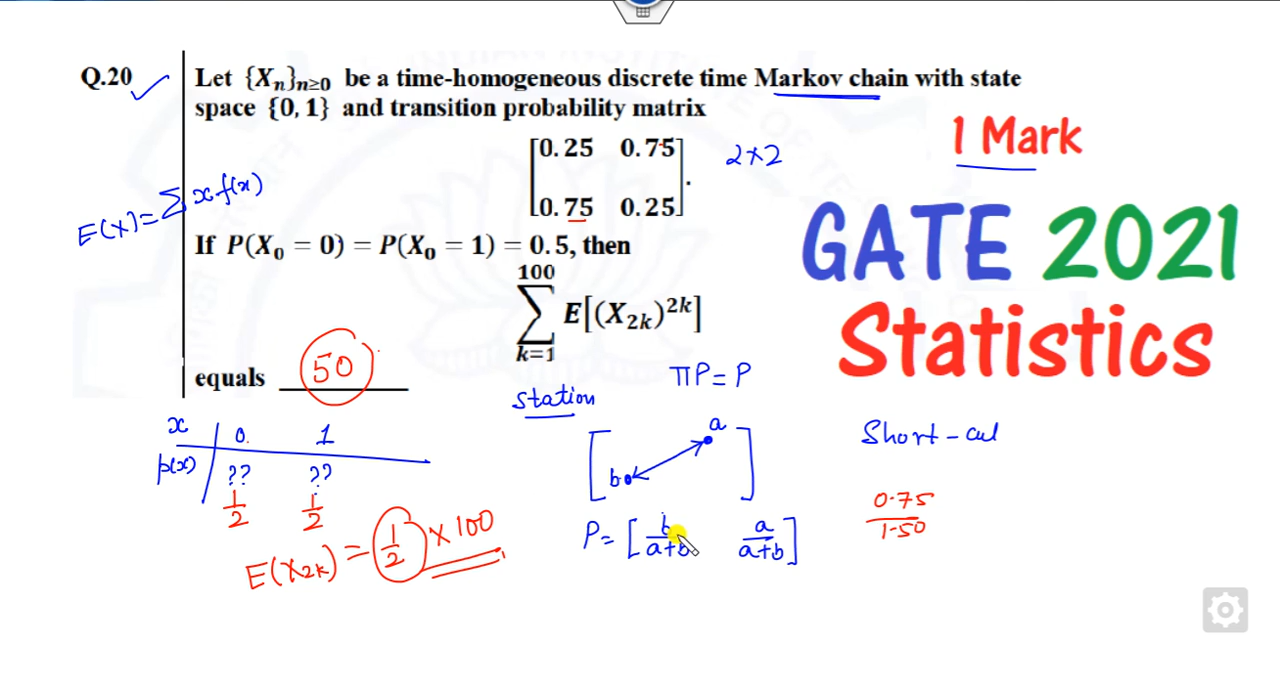 Q.20
Let {Xₙ}ₙ≥₀ be a time-homogeneous discrete time Markov chain with state
space {0, 1} and transition probability matrix
[0.25 0.75
0.75 0.25].
2×2
1 Mark
E(X)=∑ x f(x)
If P(X₀ = 0) = P(X₀ = 1) = 0.5, then
100
∑ E[(X₂ₖ)²ᵏ]
k=1
equals 50
GATE 2021
Statistics
πP = P
Station
x 0. 1
p(x) ?? ??
1/2 1/2
E(X₂ₖ) = 1/2 × 100
a
b
P = [b/(a+b) a/(a+b)]
Short-cut
0.75
1.50